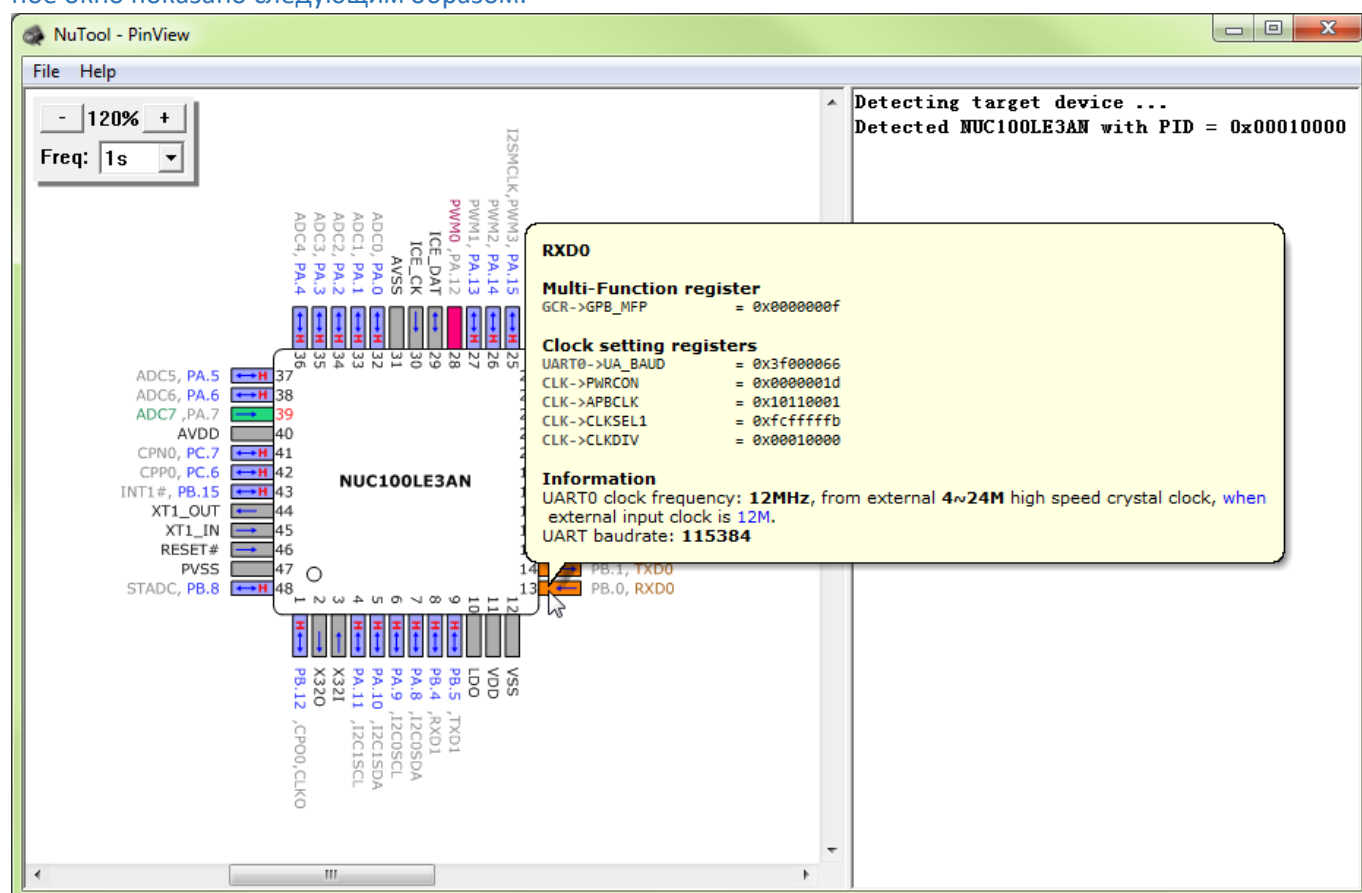 ное окно показано следующим образом:
NuTool - PinView
File Help
- 120% +
Freq: 1s
Detecting target device ...
Detected NUC100LE3AN with PID = 0x00010000
ADC4, PA.4
ADC3, PA.3
ADC2, PA.2
ADC1, PA.1
ADC0, PA.0
AVSS
ICE_CK
ICE_DAT
PWM0 ,PA.12
PWM1, PA.13
PWM2, PA.14
I2SMCLK,PWM3, PA.15
H H H H H H H H
36 35 34 33 32 31 30 29 28 27 26 25
ADC5, PA.5 H 37
ADC6, PA.6 H 38
ADC7 ,PA.7 39
AVDD 40
CPN0, PC.7 H 41
CPP0, PC.6 H 42
INT1#, PB.15 H 43
XT1_OUT 44
XT1_IN 45
RESET# 46
PVSS 47
STADC, PB.8 H 48
NUC100LE3AN
RXD0
Multi-Function register
GCR->GPB_MFP = 0x0000000f
Clock setting registers
UART0->UA_BAUD = 0x3f000066
CLK->PWRCON = 0x0000001d
CLK->APBCLK = 0x10110001
CLK->CLKSEL1 = 0xfcfffffb
CLK->CLKDIV = 0x00010000
Information
UART0 clock frequency: 12MHz, from external 4~24M high speed crystal clock, when
external input clock is 12M.
UART baudrate: 115384
14 PB.1, TXD0
13 PB.0, RXD0
1 2 3 4 5 6 7 8 9 10 11 12
H H H H H H H
PB.12 ,CPO0,CLKO
X32O
X32I
PA.11 ,I2C1SCL
PA.10 ,I2C1SDA
PA.9 ,I2C0SCL
PA.8 ,I2C0SDA
PB.4 ,RXD1
PB.5 ,TXD1
LDO
VDD
VSS